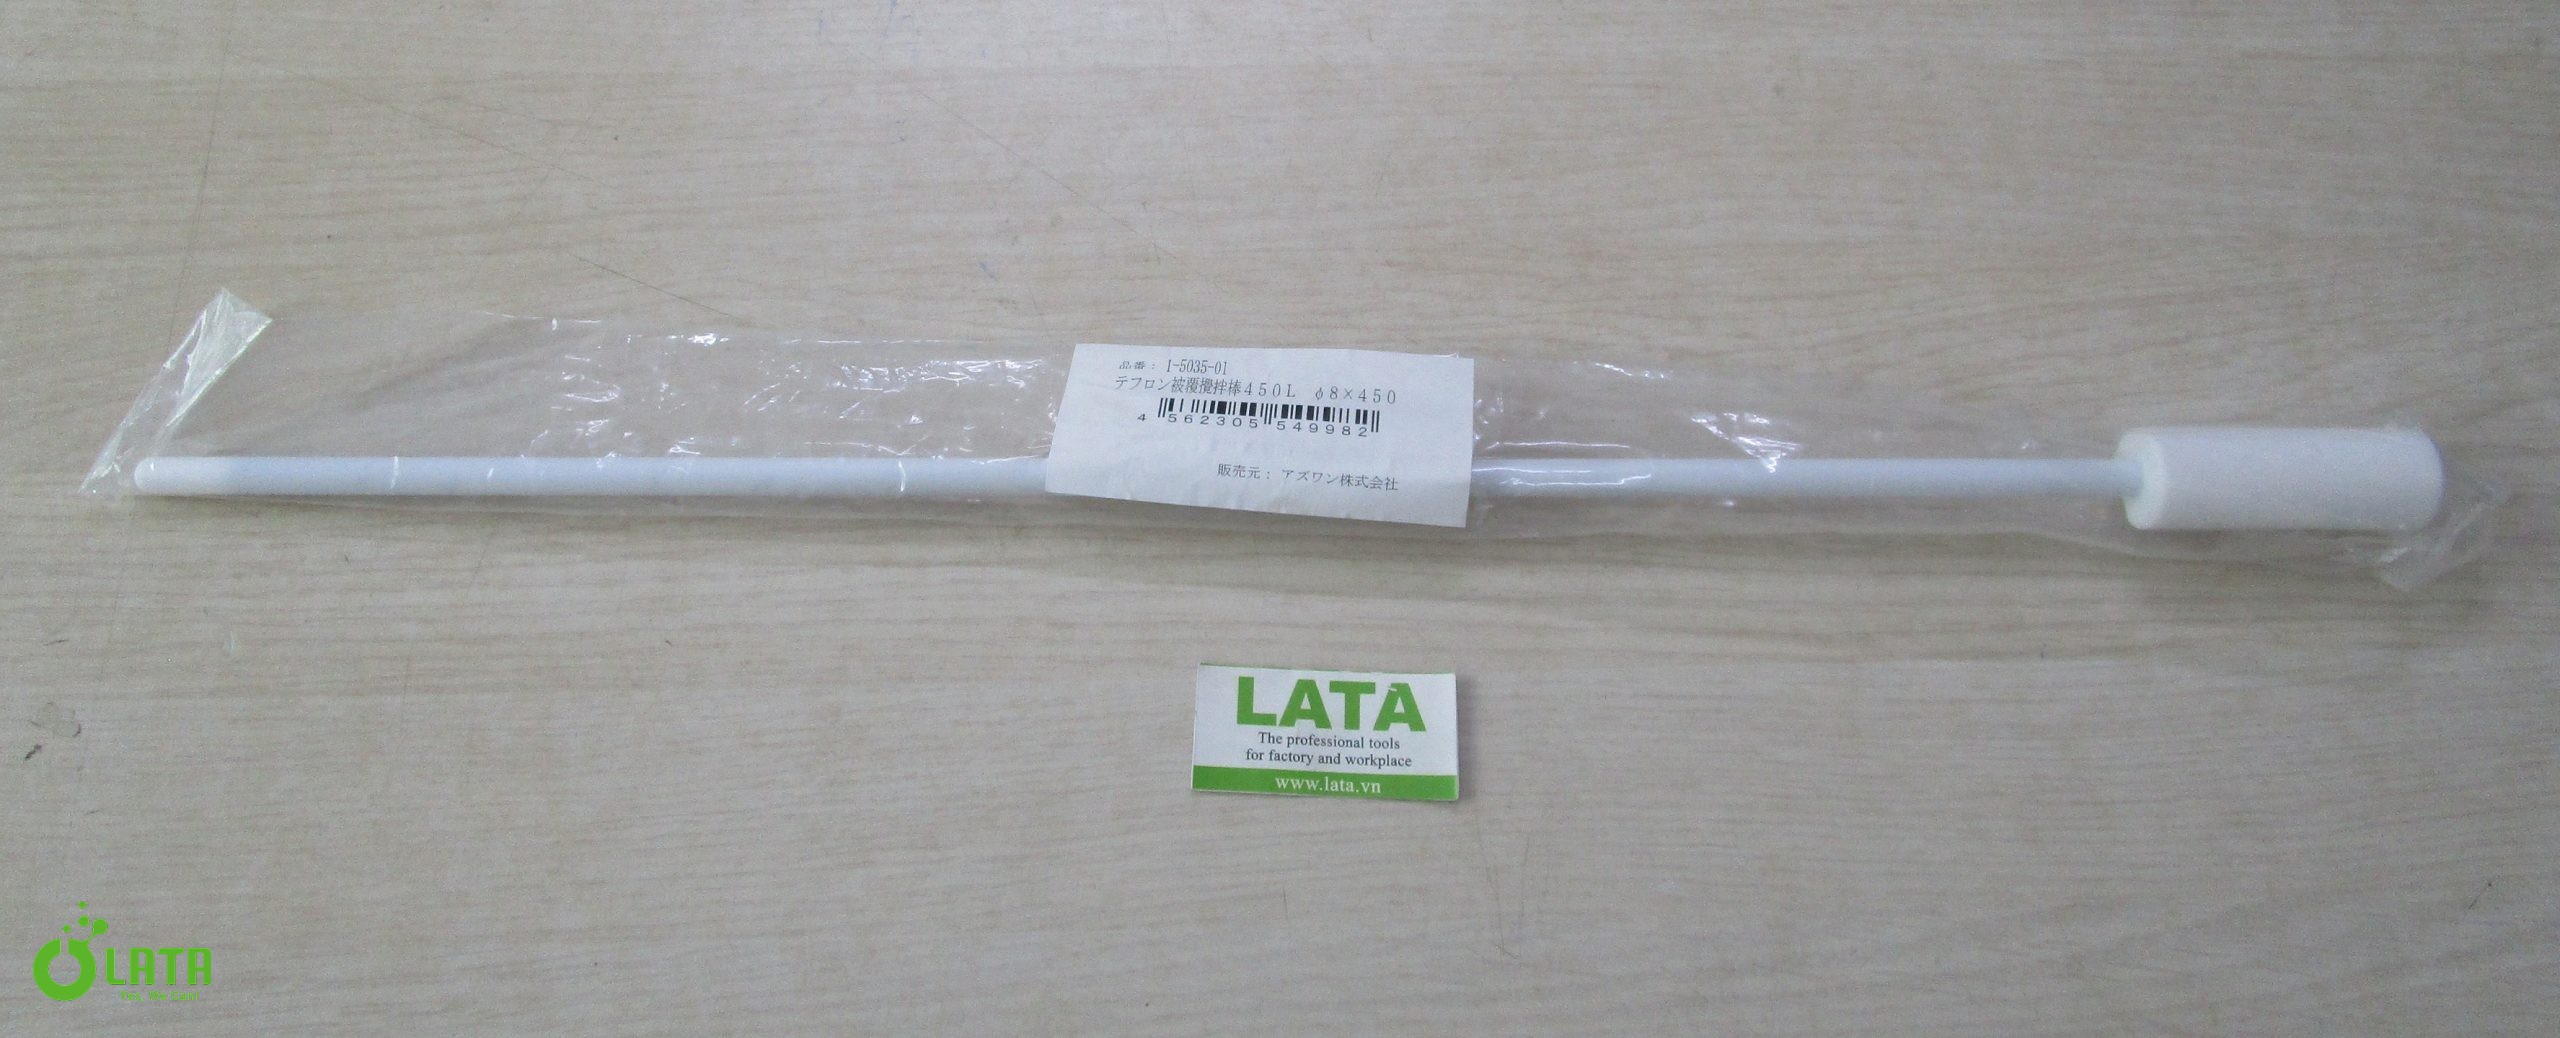 品番： 1-5035-01
テフロン被覆攪拌棒450L φ8×450
4 562305 549982
販売元： アズワン株式会社
LATA
The professional tools
for factory and workplace
www.lata.vn
LATA